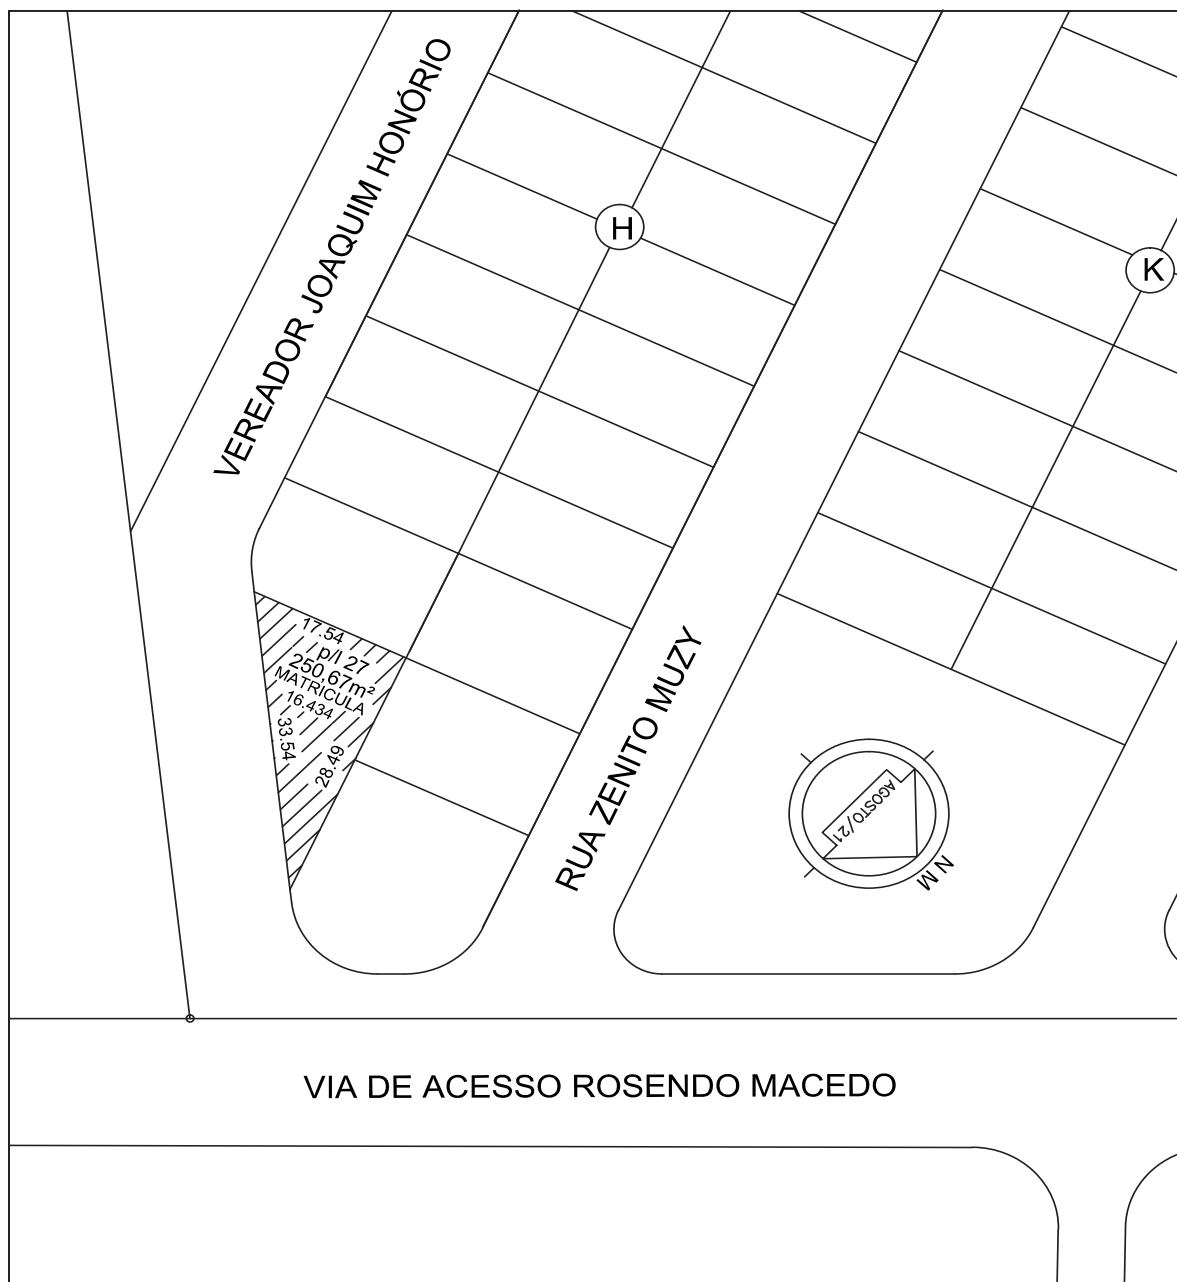 VEREADOR JOAQUIM HONÓRIO
H
K
17.54
p/l 27
250,67m²
MATRICULA
16.434
33.54
28.49
RUA ZENITO MUZY
AGOSTO/21
N M
VIA DE ACESSO ROSENDO MACEDO